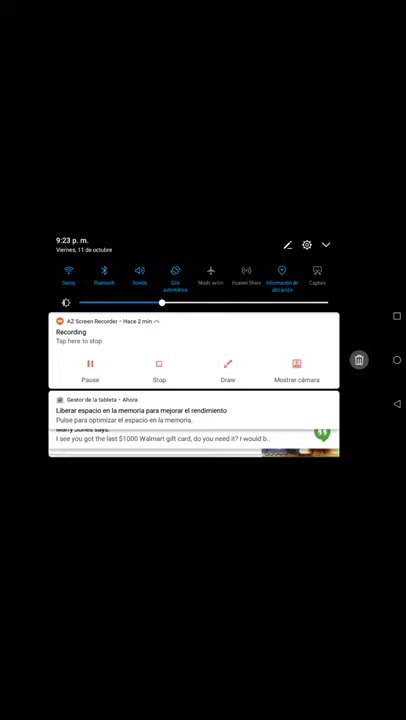 9:23 p. m.
Viernes, 11 de octubre
Bluetooth
Sonido
Giro
automático
Modo avión
Huawei Share
Información de
ubicación
Captura
AZ Screen Recorder • Hace 2 min
Recording
Tap here to stop
Pause
Stop
Draw
Mostrar cámara
Gestor de la tableta • Ahora
Liberar espacio en la memoria para mejorar el rendimiento
Pulse para optimizar el espacio en la memoria.
says:
I see you got the last $1000 Walmart gift card, do you need it? I would b..